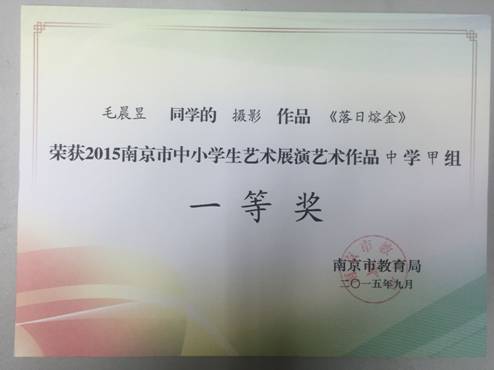 毛晨昱 同学的 摄影 作品 《落日熔金》
荣获2015南京市中小学生艺术展演艺术作品中学甲组
一等奖
南京市教育局
二〇一五年九月